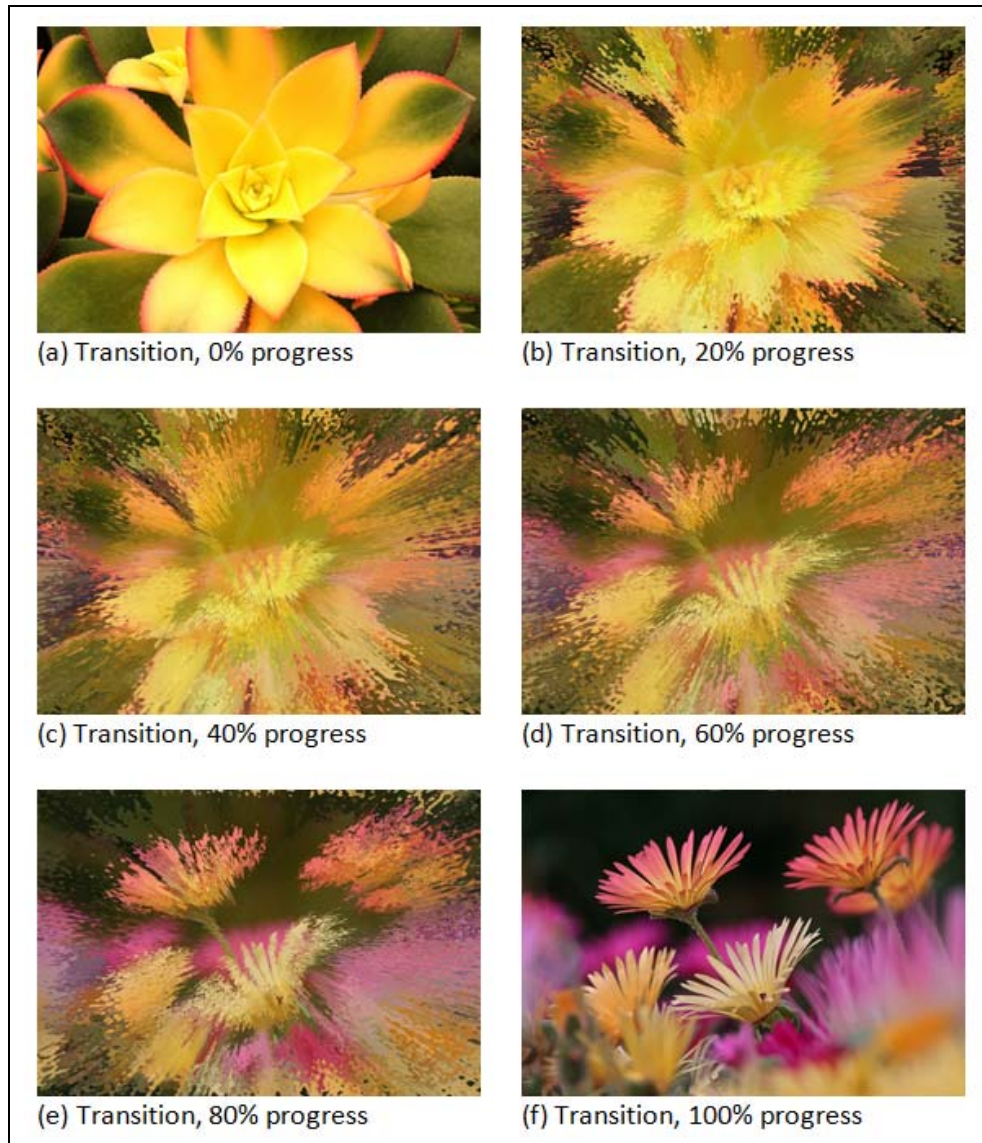 (a) Transition, 0% progress
(b) Transition, 20% progress
(c) Transition, 40% progress
(d) Transition, 60% progress
(e) Transition, 80% progress
(f) Transition, 100% progress